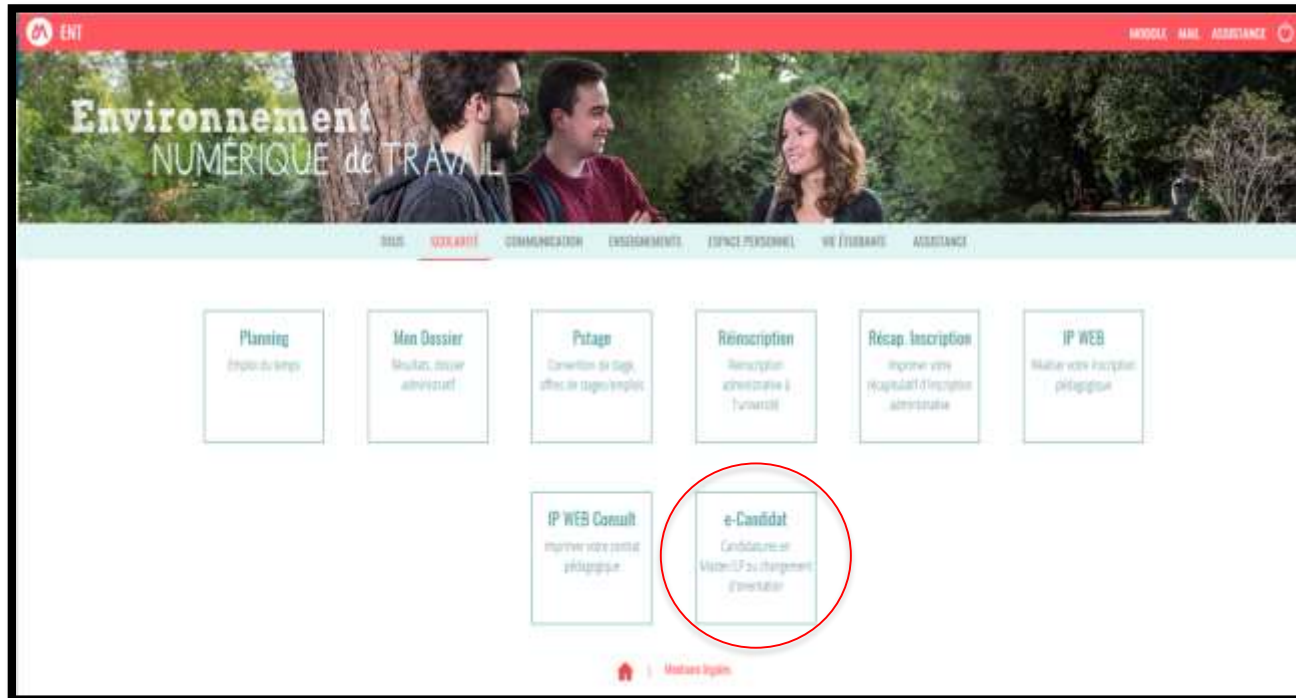 ENT
MOODLE MAIL ASSISTANCE
Environnement
NUMÉRIQUE de TRAVAIL
TOUS SCOLARITÉ COMMUNICATION ENSEIGNEMENTS ESPACE PERSONNEL VIE ÉTUDIANTE ASSISTANCE
Planning
Emploi du temps
Mon Dossier
Résultats, dossier
administratif
Pstage
Convention de stage,
offres de stages/emplois
Réinscription
Réinscription
administrative à
l'université
Récap. Inscription
Imprimer votre
récapitulatif d'inscription
administrative
IP WEB
Réaliser votre inscription
pédagogique
IP WEB Consult
Imprimer votre contrat
pédagogique
e-Candidat
Candidatures en
Master/LP ou changement
d'orientation
Mentions légales